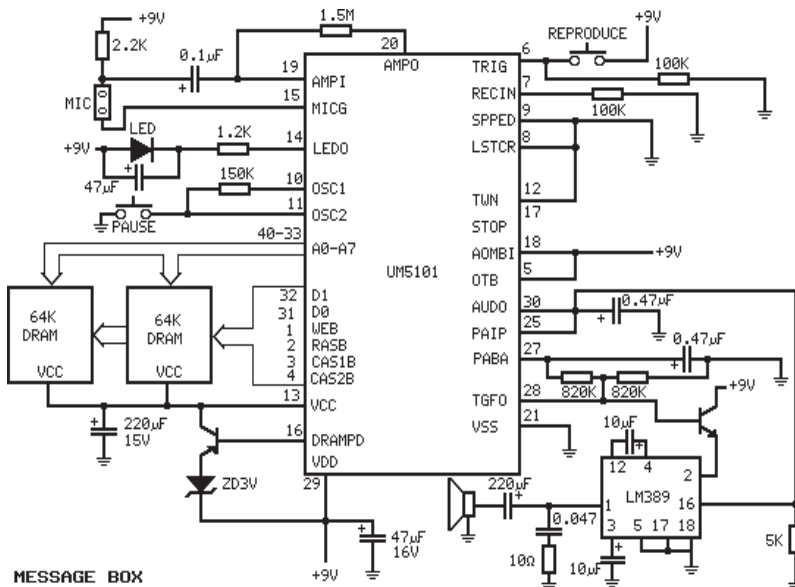 +9V
2.2K
MIC
0.1µF
1.5M
20
AMPO
19
AMPI
15
MICG
LED
+9V
47µF
1.2K
14
LEDO
150K
10
OSC1
PAUSE
11
OSC2
40-33
A0-A7
64K
DRAM
VCC
64K
DRAM
VCC
32
D1
31
D0
1
WEB
2
RASB
3
CAS1B
4
CAS2B
13
VCC
16
DRAMPD
VDD
29
220µF
15V
ZD3V
47µF
16V
+9V
UM5101
6
TRIG
REPRODUCE
+9V
100K
7
RECIN
100K
9
SPPED
8
LSTCR
12
TWN
17
STOP
18
AOMBI
+9V
5
OTB
30
AUDO
0.47µF
25
PAIP
27
PABA
0.47µF
820K
820K
28
TGFO
+9V
21
VSS
10µF
12
4
2
1
LM389
16
3
5
17
18
220µF
0.047
10Ω
10µF
5K
MESSAGE BOX